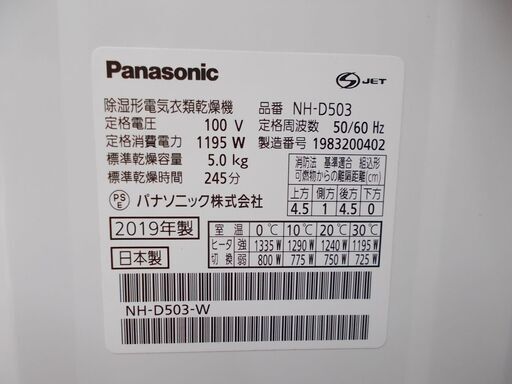 Panasonic
S JET
除湿形電気衣類乾燥機 品番 NH-D503
定格電圧 100 V 定格周波数 50/60 Hz
定格消費電力 1195 W 製造番号 1983200402
標準乾燥容量 5.0 kg
標準乾燥時間 245分
消防法 基準適合 組込形
可燃物からの離隔距離(cm)
上方 側方 後方 下方
4.5 1 4.5 0
PSE パナソニック株式会社
2019年製
日本製
室温 0℃ 10℃ 20℃ 30℃
ヒータ切換 強 1335 W 1290 W 1240 W 1195 W
弱 800 W 775 W 750 W 725 W
NH-D503-W